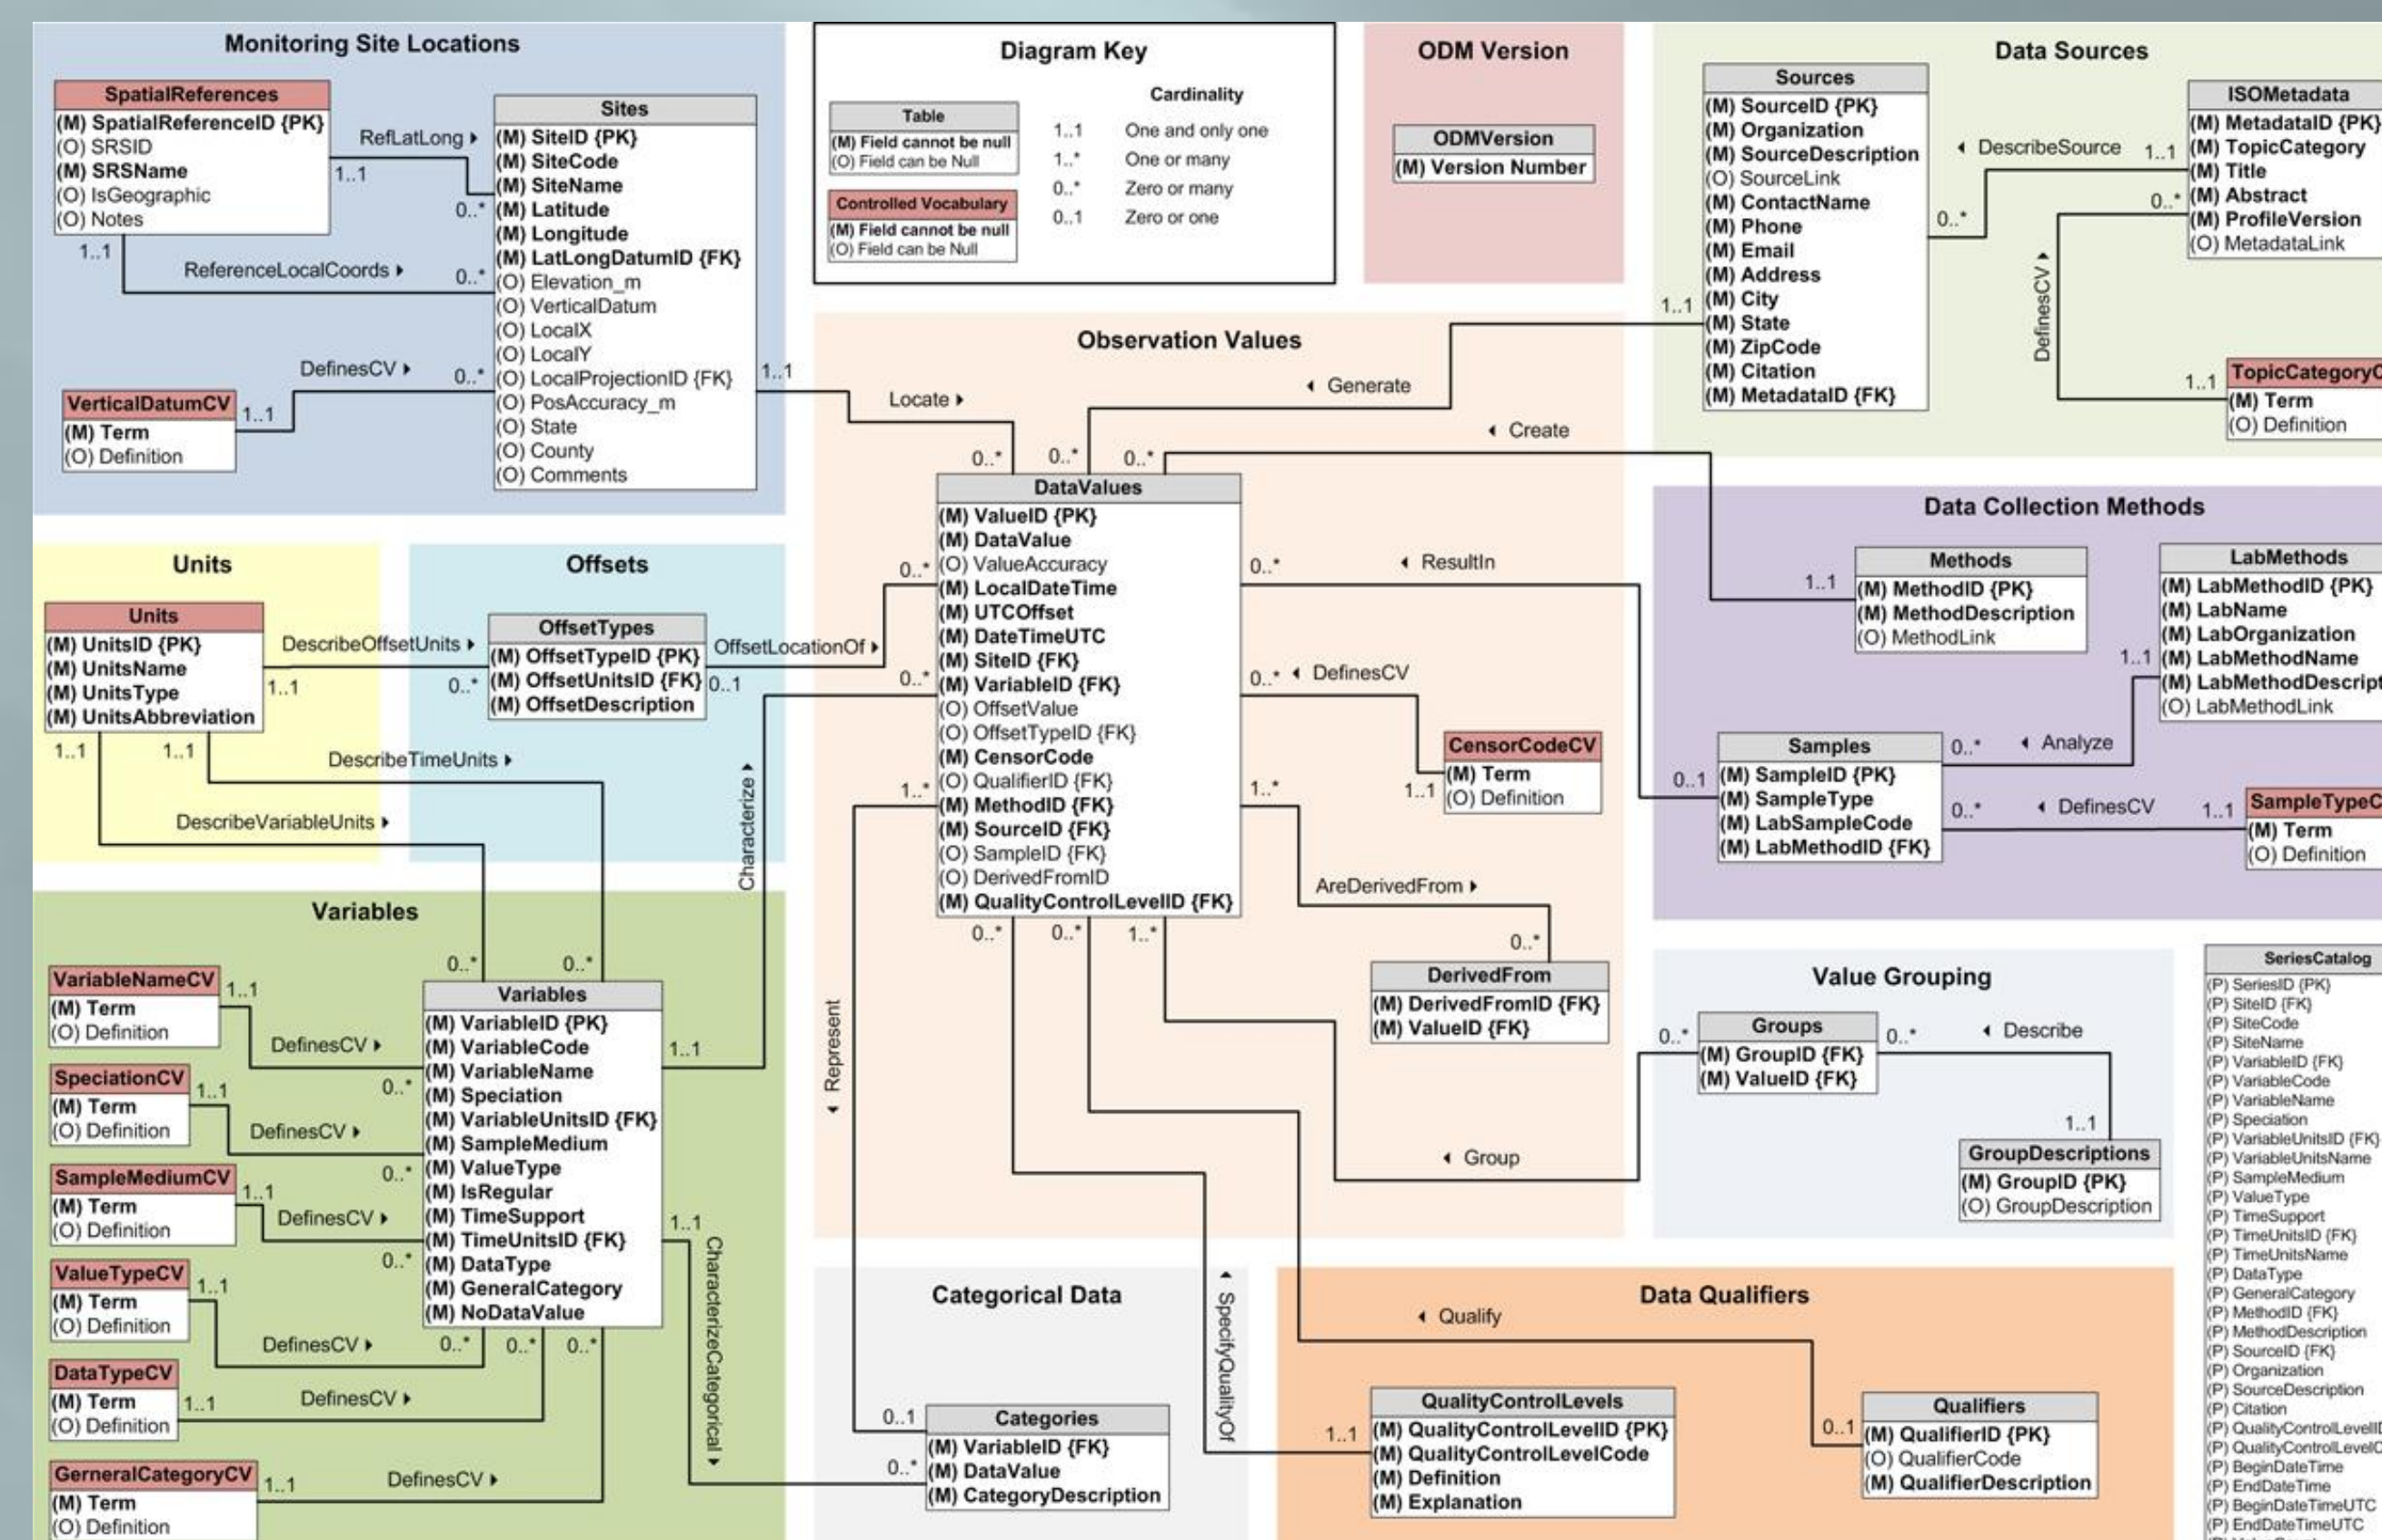 Monitoring Site Locations
SpatialReferences
(M) SpatialReferenceID {PK}
(O) SRSID
(M) SRSName
(O) IsGeographic
(O) Notes
RefLatLong
1..1
0..*
1..1
ReferenceLocalCoords
0..*
Sites
(M) SiteID {PK}
(M) SiteCode
(M) SiteName
(M) Latitude
(M) Longitude
(M) LatLongDatumID {FK}
(O) Elevation_m
(O) VerticalDatum
(O) LocalX
(O) LocalY
(O) LocalProjectionID {FK}
(O) PosAccuracy_m
(O) State
(O) County
(O) Comments
DefinesCV
0..*
1..1
VerticalDatumCV
(M) Term
(O) Definition
1..1
Diagram Key
Table
(M) Field cannot be null
(O) Field can be Null
Controlled Vocabulary
(M) Field cannot be null
(O) Field can be Null
Cardinality
1..1 One and only one
1..* One or many
0..* Zero or many
0..1 Zero or one
ODM Version
ODMVersion
(M) Version Number
Data Sources
Sources
(M) SourceID {PK}
(M) Organization
(M) SourceDescription
(O) SourceLink
(M) ContactName
(M) Phone
(M) Email
(M) Address
(M) City
(M) State
(M) ZipCode
(M) Citation
(M) MetadataID {FK}
1..1
DescribeSource
1..1
0..*
0..*
DefinesCV
1..1
ISOMetadata
(M) MetadataID {PK}
(M) TopicCategory
(M) Title
(M) Abstract
(M) ProfileVersion
(O) MetadataLink
TopicCategoryC
(M) Term
(O) Definition
Observation Values
Locate
Generate
Create
0..*
0..*
0..*
DataValues
(M) ValueID {PK}
(M) DataValue
(O) ValueAccuracy
(M) LocalDateTime
(M) UTCOffset
(M) DateTimeUTC
(M) SiteID {FK}
(M) VariableID {FK}
(O) OffsetValue
(O) OffsetTypeID {FK}
(M) CensorCode
(O) QualifierID {FK}
(M) MethodID {FK}
(M) SourceID {FK}
(O) SampleID {FK}
(O) DerivedFromID
(M) QualityControlLevelID {FK}
0..*
0..*
1..*
0..*
ResultIn
0..*
DefinesCV
1..*
0..*
0..*
1..*
CensorCodeCV
(M) Term
(O) Definition
1..1
AreDerivedFrom
0..*
DerivedFrom
(M) DerivedFromID {FK}
(M) ValueID {FK}
Represent
Group
Data Collection Methods
Methods
(M) MethodID {PK}
(M) MethodDescription
(O) MethodLink
1..1
LabMethods
(M) LabMethodID {PK}
(M) LabName
(M) LabOrganization
(M) LabMethodName
(M) LabMethodDescript
(O) LabMethodLink
1..1
Samples
(M) SampleID {PK}
(M) SampleType
(M) LabSampleCode
(M) LabMethodID {FK}
0..1
0..*
Analyze
0..*
DefinesCV
1..1
SampleTypeC
(M) Term
(O) Definition
Units
Units
(M) UnitsID {PK}
(M) UnitsName
(M) UnitsType
(M) UnitsAbbreviation
DescribeOffsetUnits
1..1
0..*
1..1
1..1
DescribeTimeUnits
DescribeVariableUnits
Offsets
OffsetTypes
(M) OffsetTypeID {PK}
(M) OffsetUnitsID {FK}
(M) OffsetDescription
OffsetLocationOf
0..1
Characterize
Variables
VariableNameCV
(M) Term
(O) Definition
1..1
DefinesCV
0..*
SpeciationCV
(M) Term
(O) Definition
1..1
DefinesCV
0..*
SampleMediumCV
(M) Term
(O) Definition
1..1
DefinesCV
0..*
ValueTypeCV
(M) Term
(O) Definition
1..1
DefinesCV
0..*
DataTypeCV
(M) Term
(O) Definition
1..1
DefinesCV
0..*
GerneralCategoryCV
(M) Term
(O) Definition
1..1
DefinesCV
0..*
0..*
0..*
Variables
(M) VariableID {PK}
(M) VariableCode
(M) VariableName
(M) Speciation
(M) VariableUnitsID {FK}
(M) SampleMedium
(M) ValueType
(M) IsRegular
(M) TimeSupport
(M) TimeUnitsID {FK}
(M) DataType
(M) GeneralCategory
(M) NoDataValue
1..1
1..1
CharacterizeCategorical
Categorical Data
0..1
0..*
Categories
(M) VariableID {FK}
(M) DataValue
(M) CategoryDescription
SpecifyQualityOf
Data Qualifiers
Qualify
1..1
QualityControlLevels
(M) QualityControlLevelID {PK}
(M) QualityControlLevelCode
(M) Definition
(M) Explanation
0..1
Qualifiers
(M) QualifierID {PK}
(O) QualifierCode
(M) QualifierDescription
Value Grouping
0..*
Groups
(M) GroupID {FK}
(M) ValueID {FK}
0..*
Describe
1..1
GroupDescriptions
(M) GroupID {PK}
(O) GroupDescription
SeriesCatalog
(P) SeriesID {PK}
(P) SiteID {FK}
(P) SiteCode
(P) SiteName
(P) VariableID {FK}
(P) VariableCode
(P) VariableName
(P) Speciation
(P) VariableUnitsID {FK}
(P) VariableUnitsName
(P) SampleMedium
(P) ValueType
(P) TimeSupport
(P) TimeUnitsID {FK}
(P) TimeUnitsName
(P) DataType
(P) GeneralCategory
(P) MethodID {FK}
(P) MethodDescription
(P) SourceID {FK}
(P) Organization
(P) SourceDescription
(P) Citation
(P) QualityControlLevelI
(P) QualityControlLevelC
(P) BeginDateTime
(P) EndDateTime
(P) BeginDateTimeUTC
(P) EndDateTimeUTC